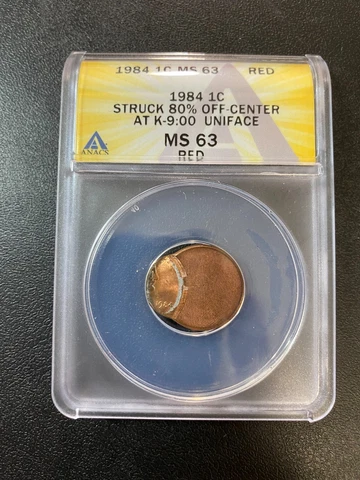 1984 1C MS 63 RED
1984 1C
STRUCK 80% OFF-CENTER
AT K-9:00 UNIFACE
MS 63
RED
ANACS